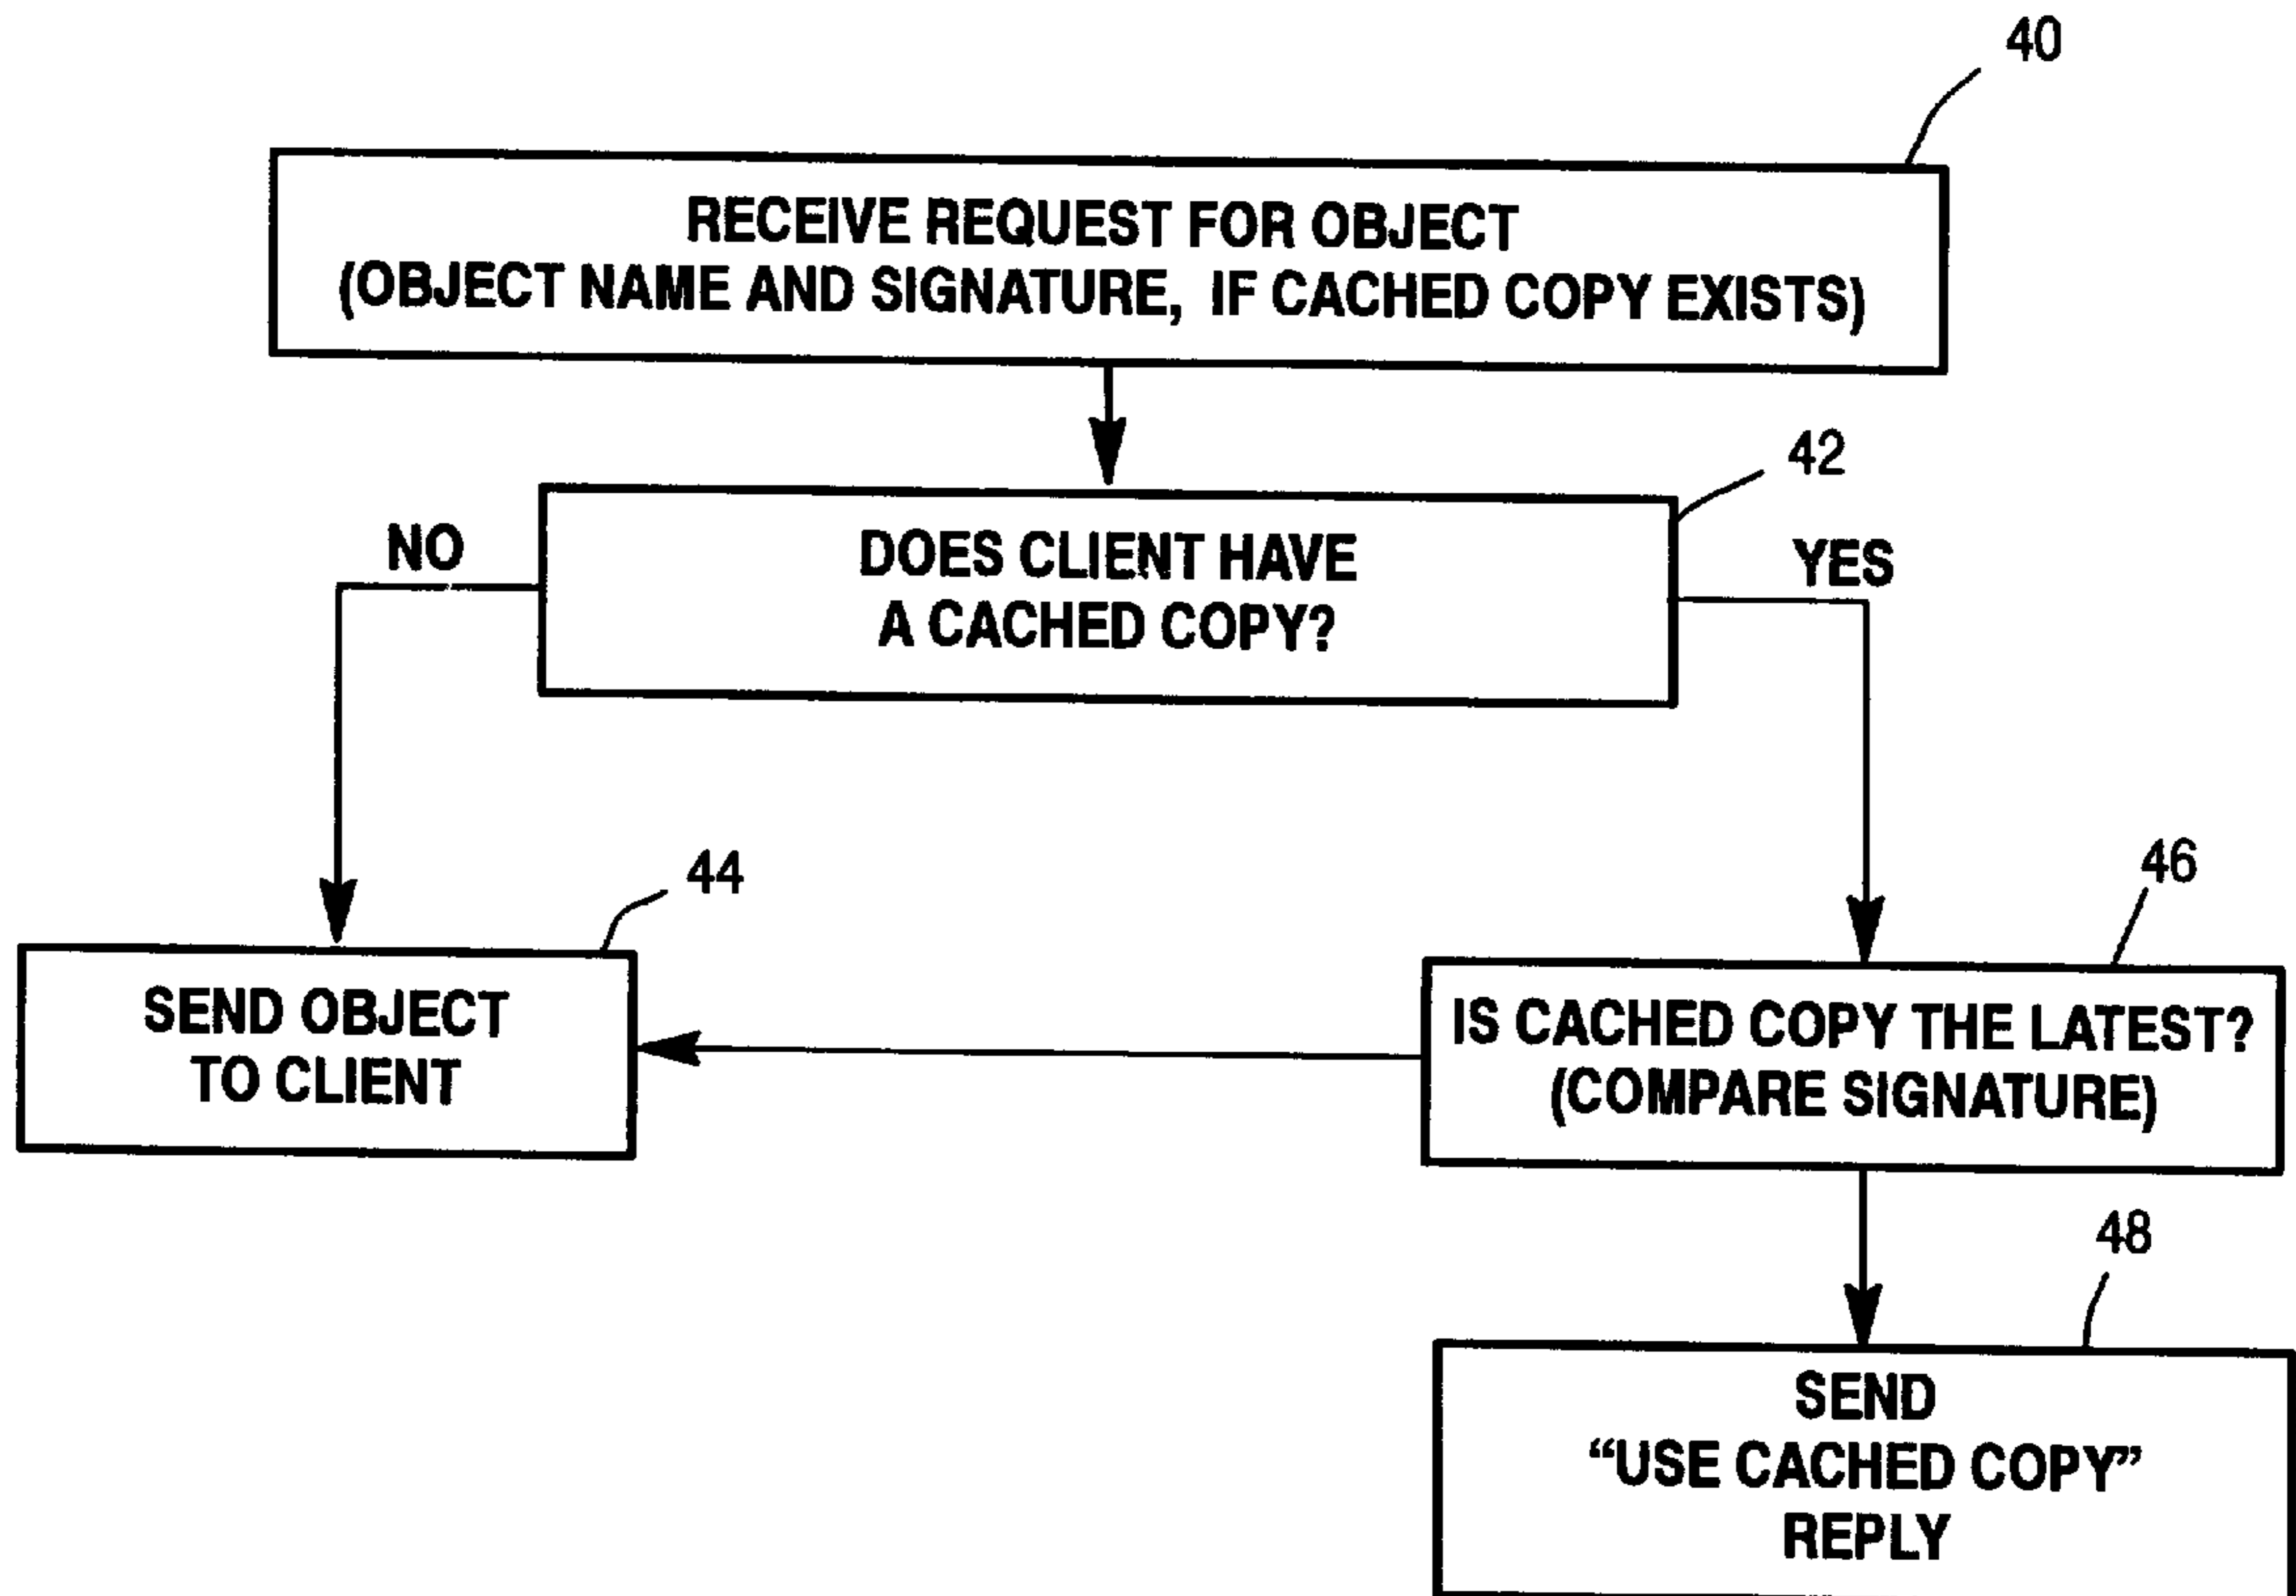 40
RECEIVE REQUEST FOR OBJECT
(OBJECT NAME AND SIGNATURE, IF CACHED COPY EXISTS)
42
NO
DOES CLIENT HAVE
A CACHED COPY?
YES
44
SEND OBJECT
TO CLIENT
46
IS CACHED COPY THE LATEST?
(COMPARE SIGNATURE)
48
SEND
“USE CACHED COPY”
REPLY